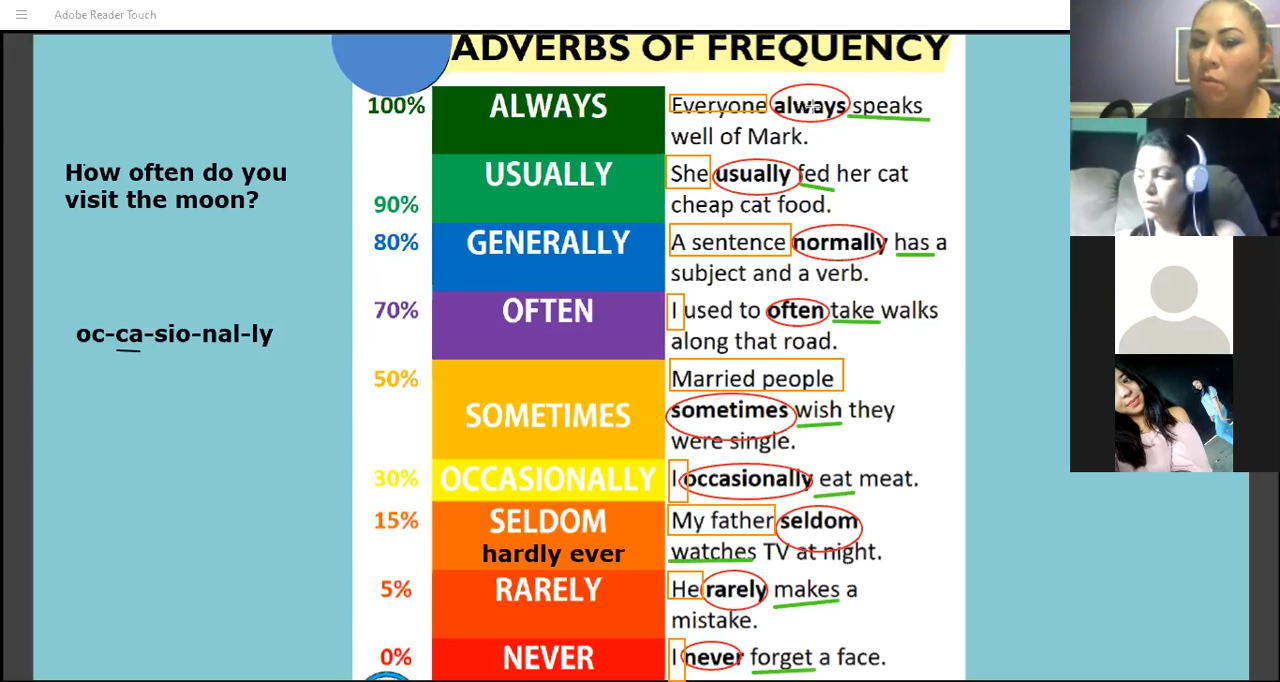 Adobe Reader Touch
ADVERBS OF FREQUENCY
How often do you
visit the moon?
oc-ca-sio-nal-ly
100% ALWAYS Everyone always speaks
well of Mark.
USUALLY She usually fed her cat
90% cheap cat food.
80% GENERALLY A sentence normally has a
subject and a verb.
70% OFTEN I used to often take walks
along that road.
50% Married people
SOMETIMES sometimes wish they
were single.
30% OCCASIONALLY I occasionally eat meat.
15% SELDOM My father seldom
hardly ever watches TV at night.
5% RARELY He rarely makes a
mistake.
0% NEVER I never forget a face.